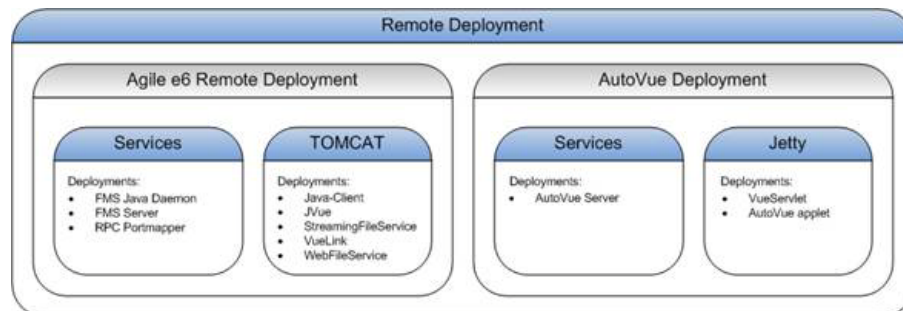 Remote Deployment
Agile e6 Remote Deployment
Services
Deployments:
• FMS Java Daemon
• FMS Server
• RPC Portmapper
TOMCAT
Deployments:
• Java-Client
• JVue
• StreamingFileService
• VueLink
• WebFileService
AutoVue Deployment
Services
Deployments:
• AutoVue Server
Jetty
Deployments:
• VueServlet
• AutoVue applet